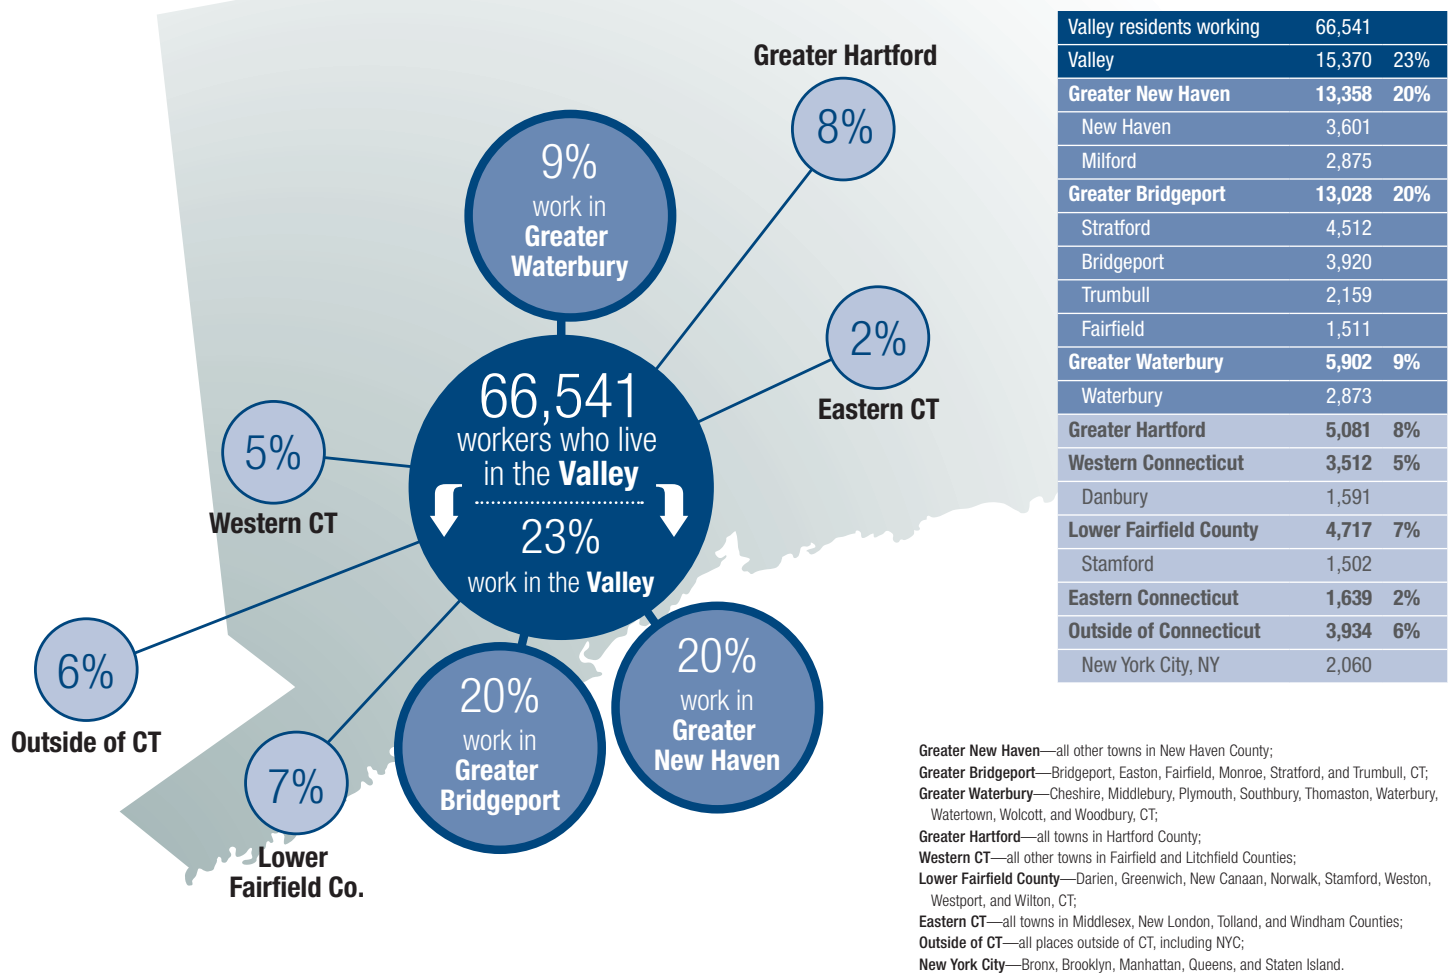 Greater Hartford
8%
9%
work in
Greater
Waterbury
2%
Eastern CT
66,541
workers who live
in the Valley
23%
work in the Valley
5%
Western CT
6%
Outside of CT
7%
Lower
Fairfield Co.
20%
work in
Greater
Bridgeport
20%
work in
Greater
New Haven
Valley residents working 66,541
Valley 15,370 23%
Greater New Haven 13,358 20%
New Haven 3,601
Milford 2,875
Greater Bridgeport 13,028 20%
Stratford 4,512
Bridgeport 3,920
Trumbull 2,159
Fairfield 1,511
Greater Waterbury 5,902 9%
Waterbury 2,873
Greater Hartford 5,081 8%
Western Connecticut 3,512 5%
Danbury 1,591
Lower Fairfield County 4,717 7%
Stamford 1,502
Eastern Connecticut 1,639 2%
Outside of Connecticut 3,934 6%
New York City, NY 2,060
Greater New Haven—all other towns in New Haven County;
Greater Bridgeport—Bridgeport, Easton, Fairfield, Monroe, Stratford, and Trumbull, CT;
Greater Waterbury—Cheshire, Middlebury, Plymouth, Southbury, Thomaston, Waterbury,
Watertown, Wolcott, and Woodbury, CT;
Greater Hartford—all towns in Hartford County;
Western CT—all other towns in Fairfield and Litchfield Counties;
Lower Fairfield County—Darien, Greenwich, New Canaan, Norwalk, Stamford, Weston,
Westport, and Wilton, CT;
Eastern CT—all towns in Middlesex, New London, Tolland, and Windham Counties;
Outside of CT—all places outside of CT, including NYC;
New York City—Bronx, Brooklyn, Manhattan, Queens, and Staten Island.